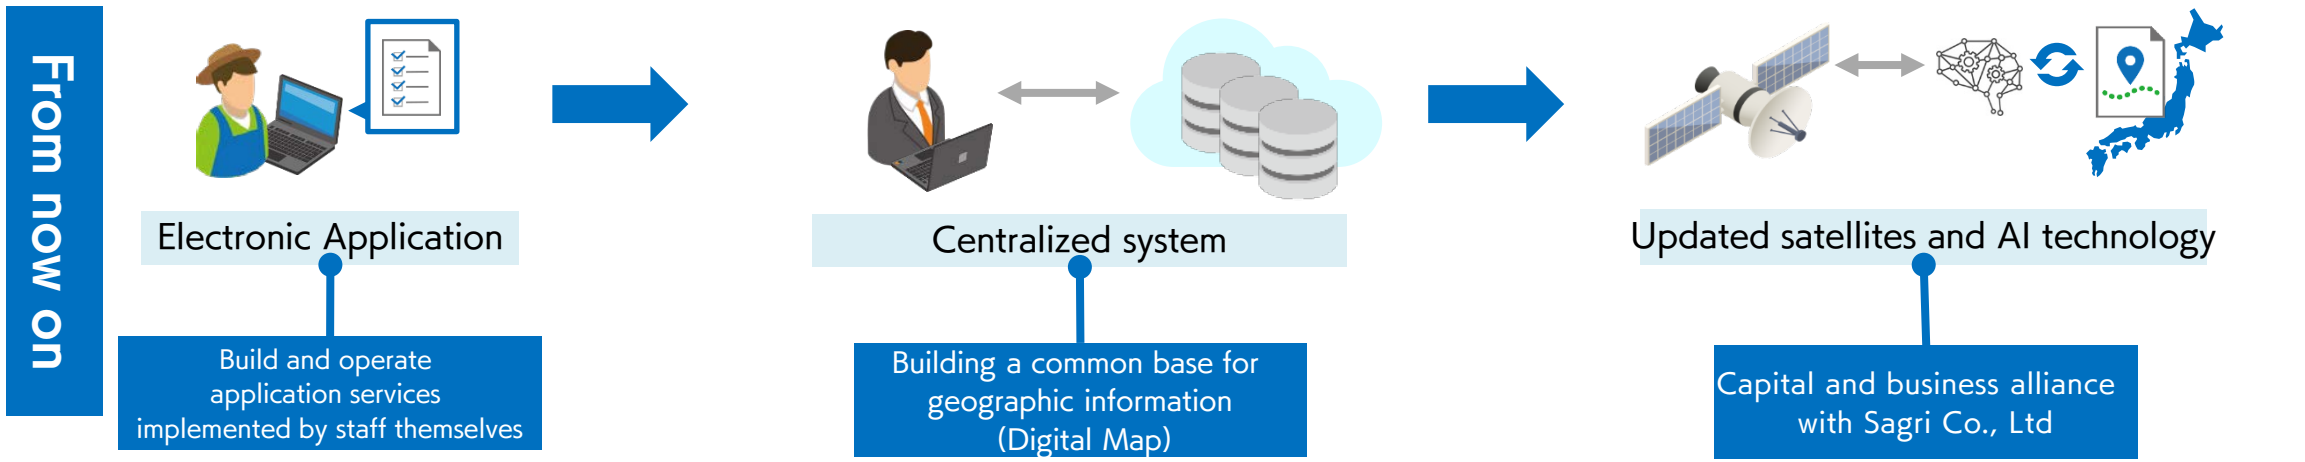 From now on
Electronic Application
Build and operate
application services
implemented by staff themselves
Centralized system
Building a common base for
geographic information
(Digital Map)
Updated satellites and AI technology
Capital and business alliance
with Sagri Co., Ltd